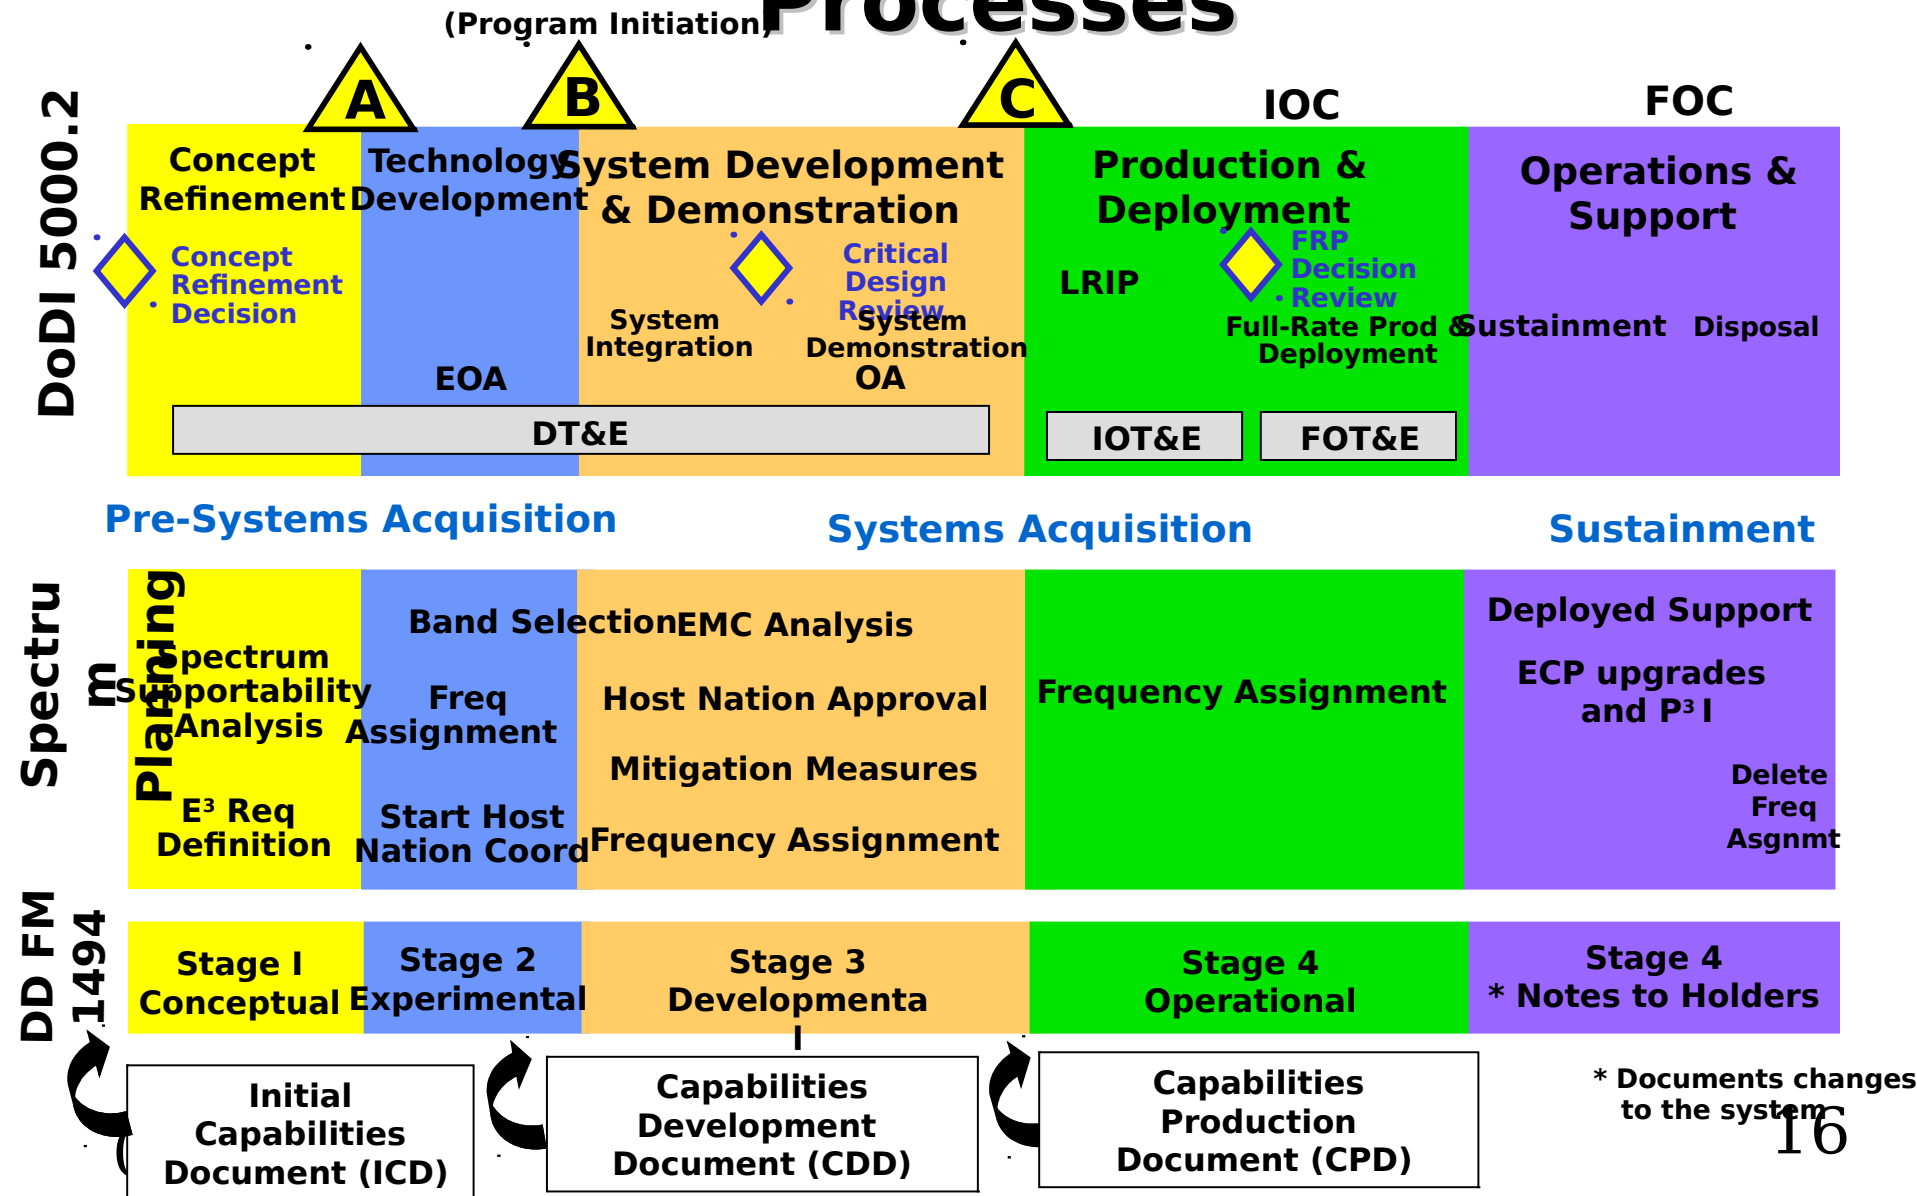 Processes
(Program Initiation)
A
B
C
IOC
FOC
DoDI 5000.2
Concept
Refinement
Technology
Development
System Development
& Demonstration
Production &
Deployment
Operations &
Support
Concept
Refinement
Decision
Critical
Design
Review
FRP
Decision
Review
LRIP
System
Integration
System
Demonstration
Full-Rate Prod &
Deployment
Sustainment
Disposal
EOA
OA
DT&E
IOT&E
FOT&E
Pre-Systems Acquisition
Systems Acquisition
Sustainment
Spectru
m
Planning
Spectrum
Supportability
Analysis
E³ Req
Definition
Band Selection
Freq
Assignment
Start Host
Nation Coord
EMC Analysis
Host Nation Approval
Mitigation Measures
Frequency Assignment
Frequency Assignment
Deployed Support
ECP upgrades
and P³ I
Delete
Freq
Asgnmt
DD FM
1494
Stage I
Conceptual
Stage 2
Experimental
Stage 3
Developmenta
l
Stage 4
Operational
Stage 4
* Notes to Holders
Initial
Capabilities
Document (ICD)
Capabilities
Development
Document (CDD)
Capabilities
Production
Document (CPD)
* Documents changes
to the system
16